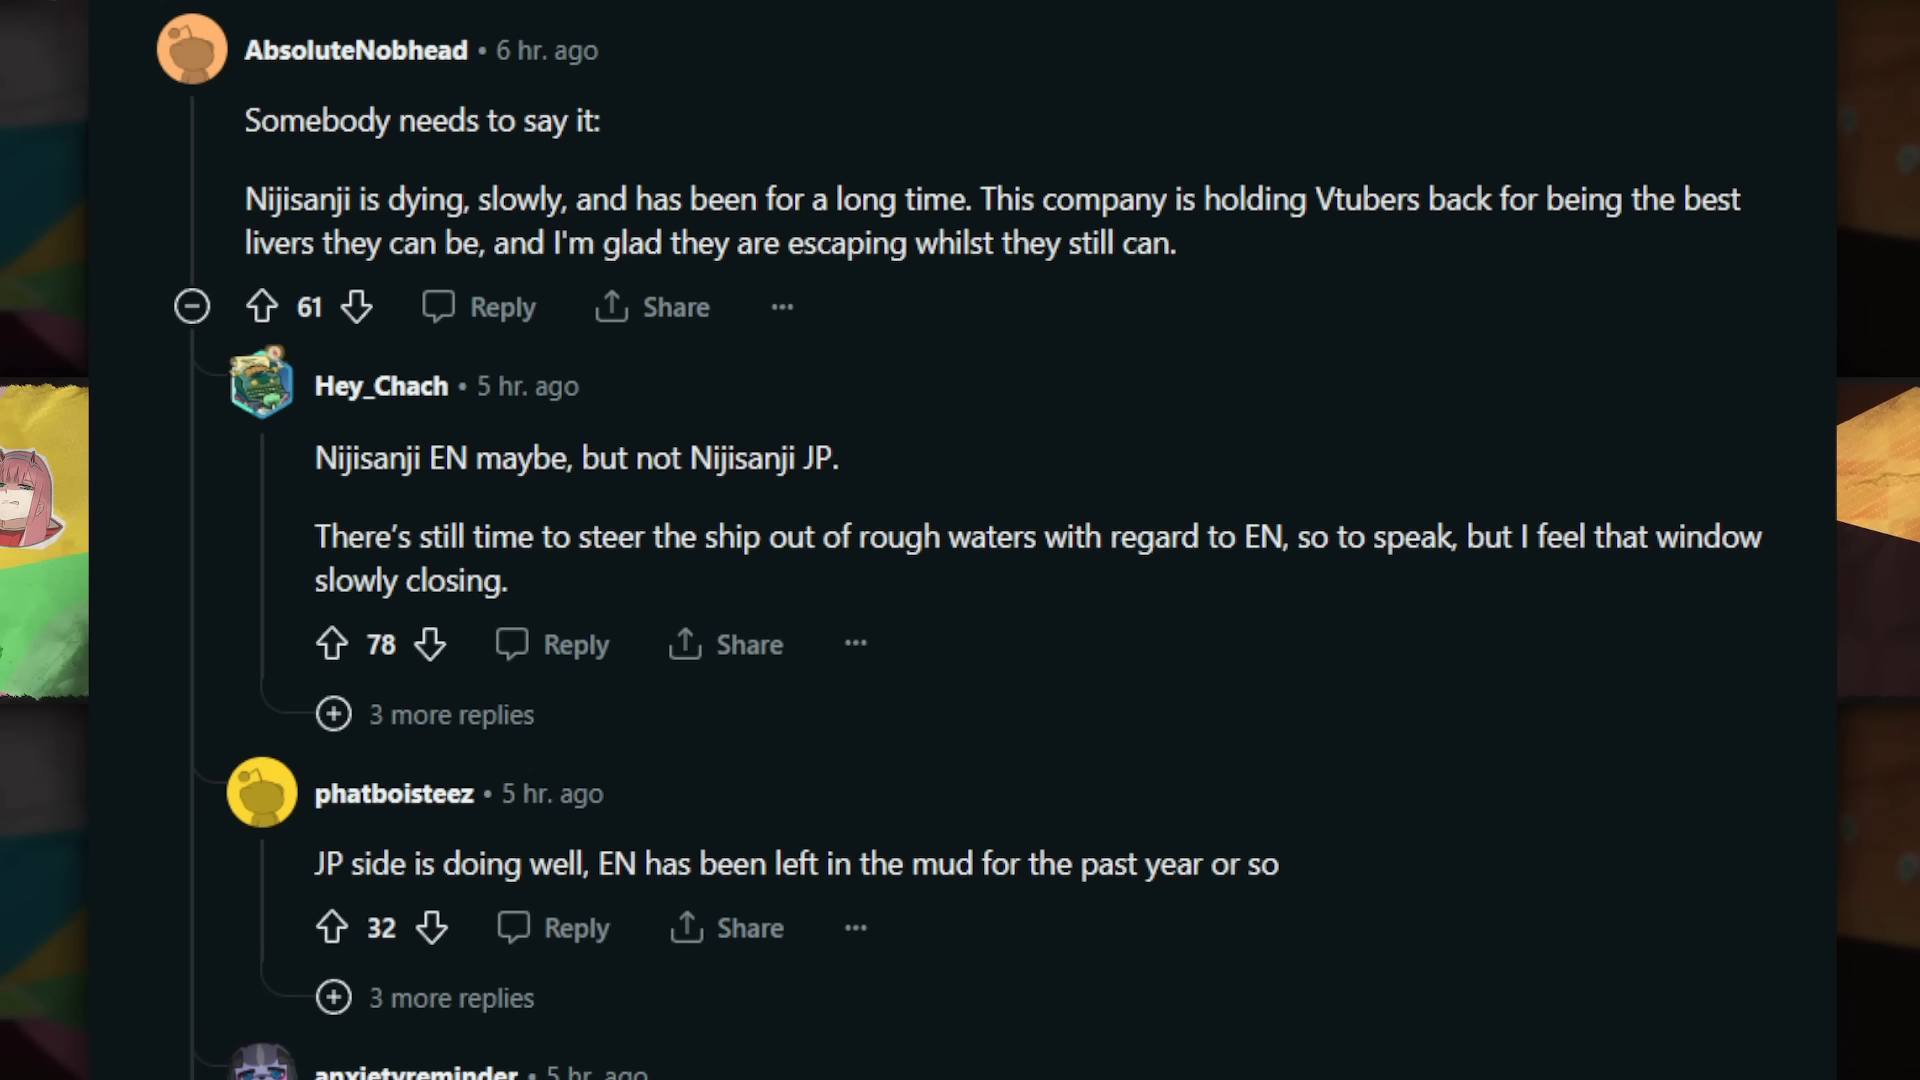 AbsoluteNobhead • 6 hr. ago
Somebody needs to say it:
Nijisanji is dying, slowly, and has been for a long time. This company is holding Vtubers back for being the best
livers they can be, and I'm glad they are escaping whilst they still can.
61 Reply Share ...
Hey_Chach • 5 hr. ago
Nijisanji EN maybe, but not Nijisanji JP.
There’s still time to steer the ship out of rough waters with regard to EN, so to speak, but I feel that window
slowly closing.
78 Reply Share ...
3 more replies
phatboisteez • 5 hr. ago
JP side is doing well, EN has been left in the mud for the past year or so
32 Reply Share ...
3 more replies
anxietyreminder • 5 hr. ago